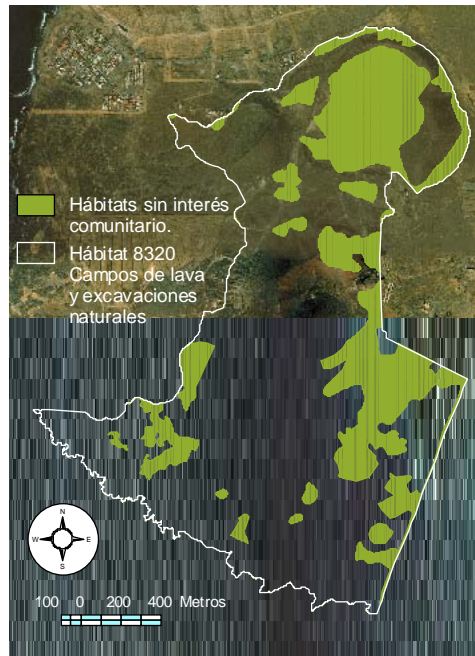 Hábitats sin interés
comunitario.
Hábitat 8320
Campos de lava
y excavaciones
naturales
N
W E
S
100 0 200 400 Metros